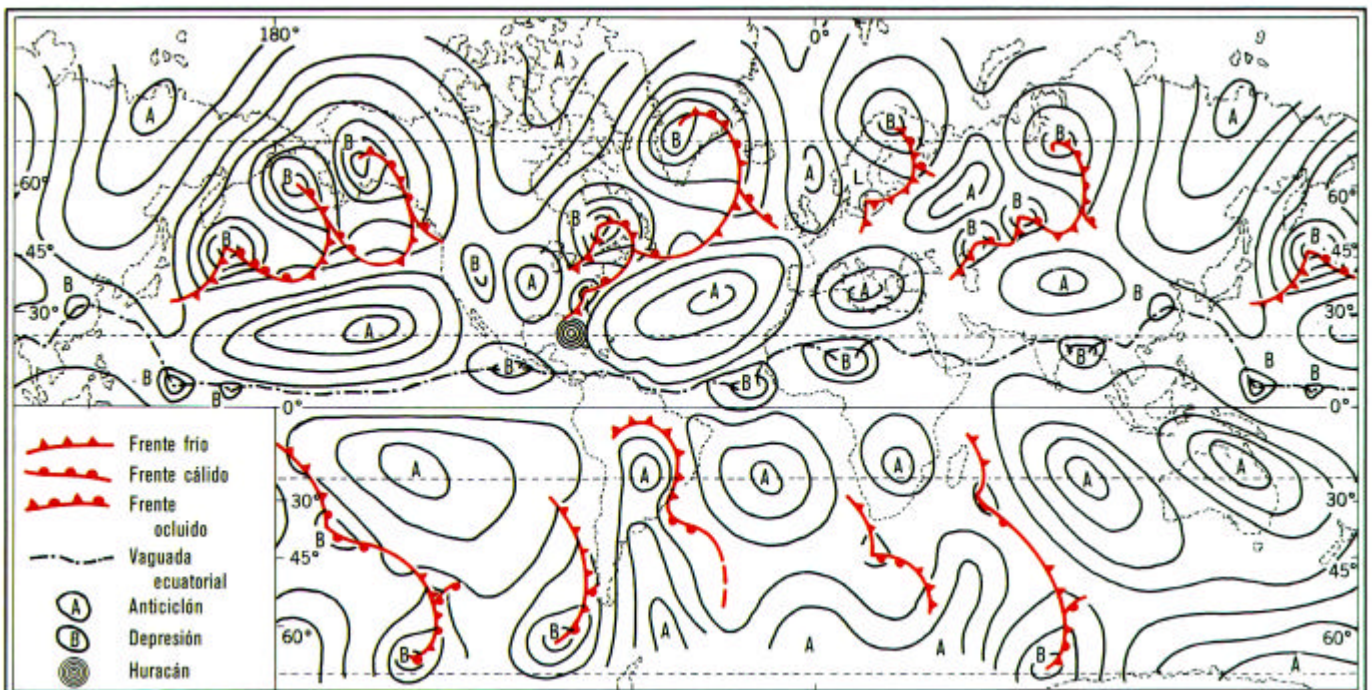 180° 0°
A
A A
B
B B B
A
B L A
60° 60°
B B
B B B
45° 45°
B
A A
B A A B
30° 30°
A
B
B B B
B B B B
B
0° 0°
Frente frío
Frente cálido
Frente
ocluido
Vaguada
ecuatorial
A Anticiclón
B Depresión
Huracán
A A A
A A A
30° 30°
B
45° 45°
60° B A 60°
A A
B B A